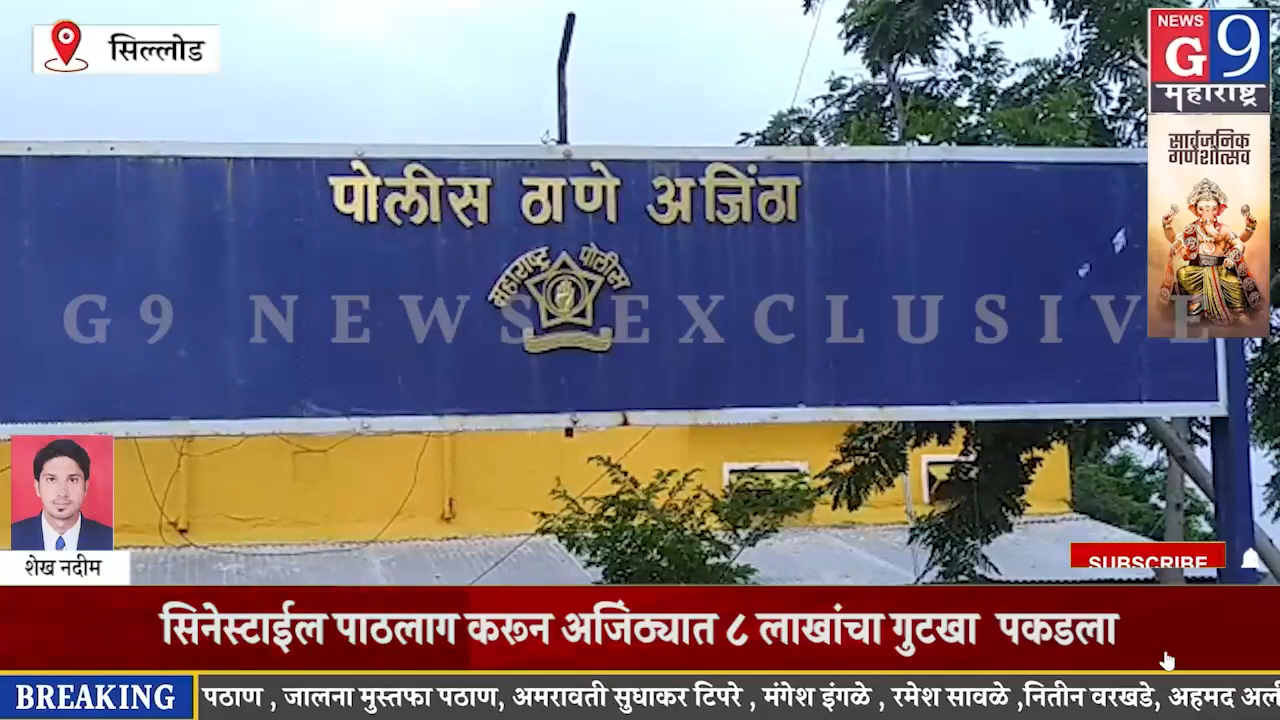 सिल्लोड
NEWS
G9
महाराष्ट्र
सार्वजनिक
गणेशोत्सव
पोलीस ठाणे अजिंठा
महाराष्ट्र पोलीस
G9 NEWS EXCLUSIVE
शेख नदीम
SUBSCRIBE
सिनेस्टाईल पाठलाग करून अजिंठ्यात ८ लाखांचा गुटखा पकडला
BREAKING
पठाण , जालना मुस्तफा पठाण, अमरावती सुधाकर टिपरे , मंगेश इंगळे , रमेश सावळे ,नितीन वरखडे, अहमद अली